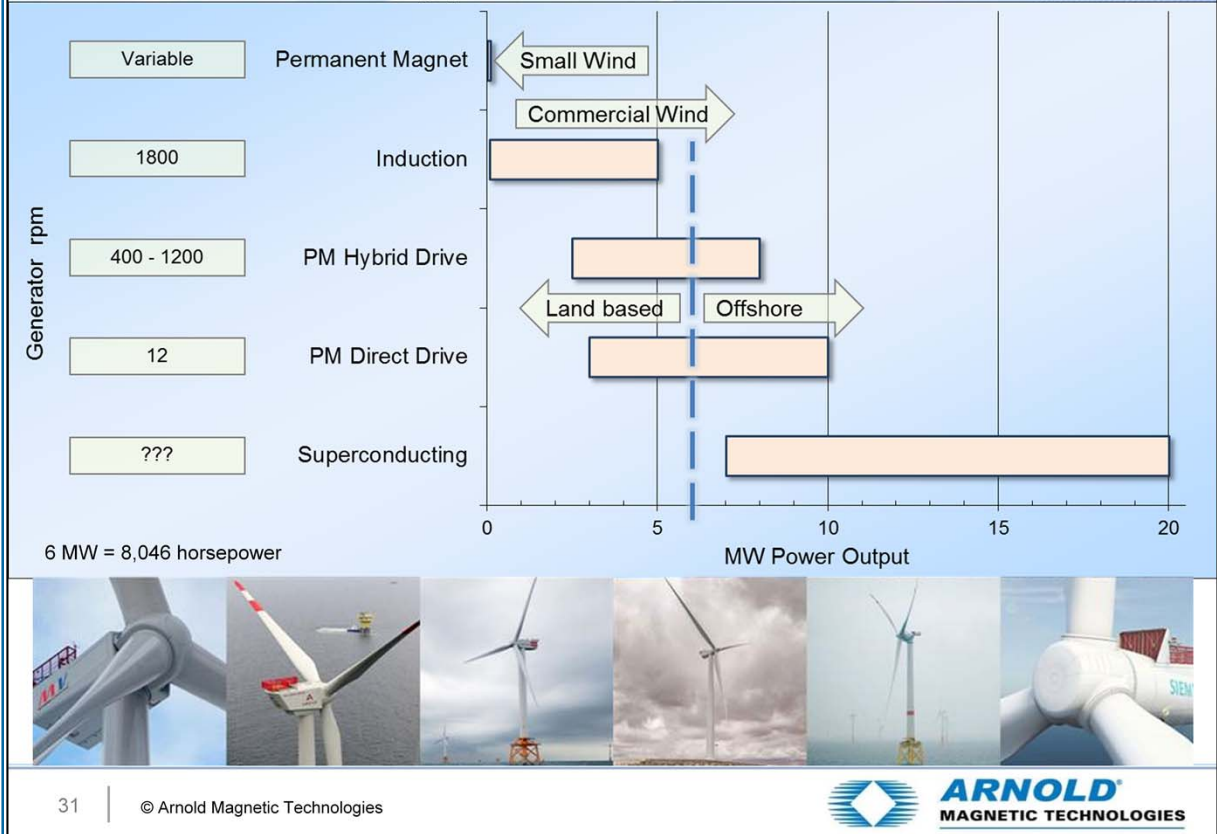 Variable
Permanent Magnet
Small Wind
Commercial Wind
1800
Induction
Generator rpm
400 - 1200
PM Hybrid Drive
Land based
Offshore
12
PM Direct Drive
???
Superconducting
0 5 10 15 20
6 MW = 8,046 horsepower
MW Power Output
31
© Arnold Magnetic Technologies
ARNOLD®
MAGNETIC TECHNOLOGIES